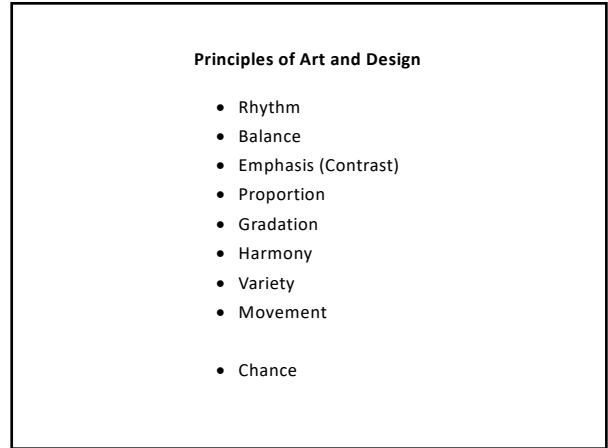 Principles of Art and Design
• Rhythm
• Balance
• Emphasis (Contrast)
• Proportion
• Gradation
• Harmony
• Variety
• Movement
• Chance